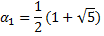 α₁ = 1/2 (1 + √5)